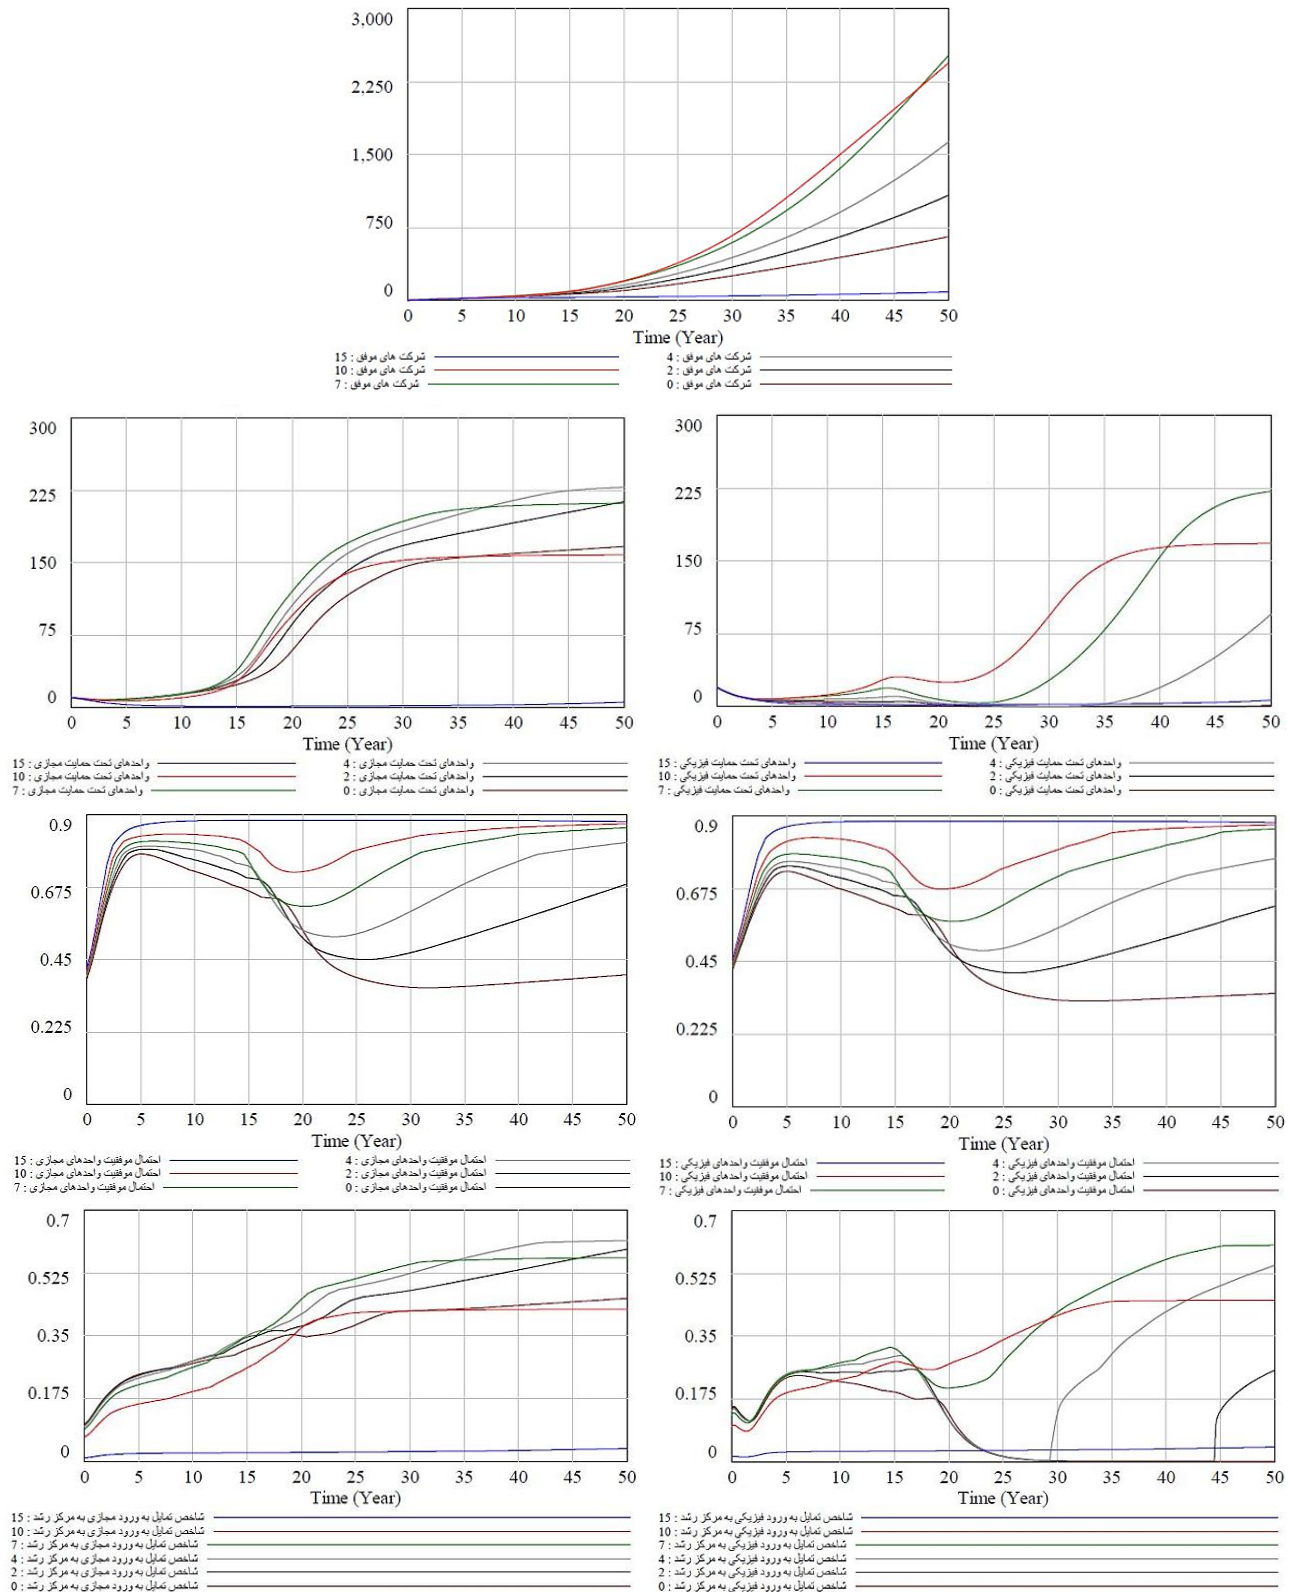 3,000
2,250
1,500
750
0
0 5 10 15 20 25 30 35 40 45 50
Time (Year)
شرکت های موفق : 15
شرکت های موفق : 10
شرکت های موفق : 7
شرکت های موفق : 4
شرکت های موفق : 2
شرکت های موفق : 0
300
225
150
75
0
0 5 10 15 20 25 30 35 40 45 50
Time (Year)
واحدهای تحت حمایت مجازی : 15
واحدهای تحت حمایت مجازی : 10
واحدهای تحت حمایت مجازی : 7
واحدهای تحت حمایت مجازی : 4
واحدهای تحت حمایت مجازی : 2
واحدهای تحت حمایت مجازی : 0
300
225
150
75
0
0 5 10 15 20 25 30 35 40 45 50
Time (Year)
واحدهای تحت حمایت فیزیکی : 15
واحدهای تحت حمایت فیزیکی : 10
واحدهای تحت حمایت فیزیکی : 7
واحدهای تحت حمایت فیزیکی : 4
واحدهای تحت حمایت فیزیکی : 2
واحدهای تحت حمایت فیزیکی : 0
0.9
0.675
0.45
0.225
0
0 5 10 15 20 25 30 35 40 45 50
Time (Year)
احتمال موفقیت واحدهای مجازی : 15
احتمال موفقیت واحدهای مجازی : 10
احتمال موفقیت واحدهای مجازی : 7
احتمال موفقیت واحدهای مجازی : 4
احتمال موفقیت واحدهای مجازی : 2
احتمال موفقیت واحدهای مجازی : 0
0.9
0.675
0.45
0.225
0
0 5 10 15 20 25 30 35 40 45 50
Time (Year)
احتمال موفقیت واحدهای فیزیکی : 15
احتمال موفقیت واحدهای فیزیکی : 10
احتمال موفقیت واحدهای فیزیکی : 7
احتمال موفقیت واحدهای فیزیکی : 4
احتمال موفقیت واحدهای فیزیکی : 2
احتمال موفقیت واحدهای فیزیکی : 0
0.7
0.525
0.35
0.175
0
0 5 10 15 20 25 30 35 40 45 50
Time (Year)
شاخص تمایل به ورود مجازی به مرکز رشد : 15
شاخص تمایل به ورود مجازی به مرکز رشد : 10
شاخص تمایل به ورود مجازی به مرکز رشد : 7
شاخص تمایل به ورود مجازی به مرکز رشد : 4
شاخص تمایل به ورود مجازی به مرکز رشد : 2
شاخص تمایل به ورود مجازی به مرکز رشد : 0
0.7
0.525
0.35
0.175
0
0 5 10 15 20 25 30 35 40 45 50
Time (Year)
شاخص تمایل به ورود فیزیکی به مرکز رشد : 15
شاخص تمایل به ورود فیزیکی به مرکز رشد : 10
شاخص تمایل به ورود فیزیکی به مرکز رشد : 7
شاخص تمایل به ورود فیزیکی به مرکز رشد : 4
شاخص تمایل به ورود فیزیکی به مرکز رشد : 2
شاخص تمایل به ورود فیزیکی به مرکز رشد : 0